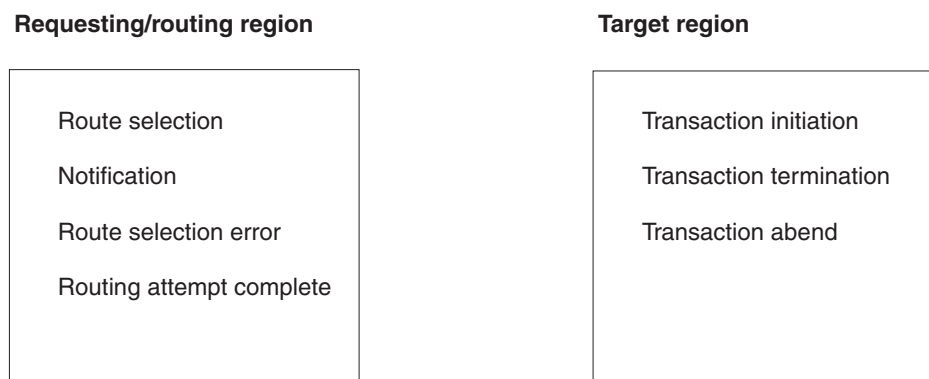 Requesting/routing region
Route selection
Notification
Route selection error
Routing attempt complete
Target region
Transaction initiation
Transaction termination
Transaction abend